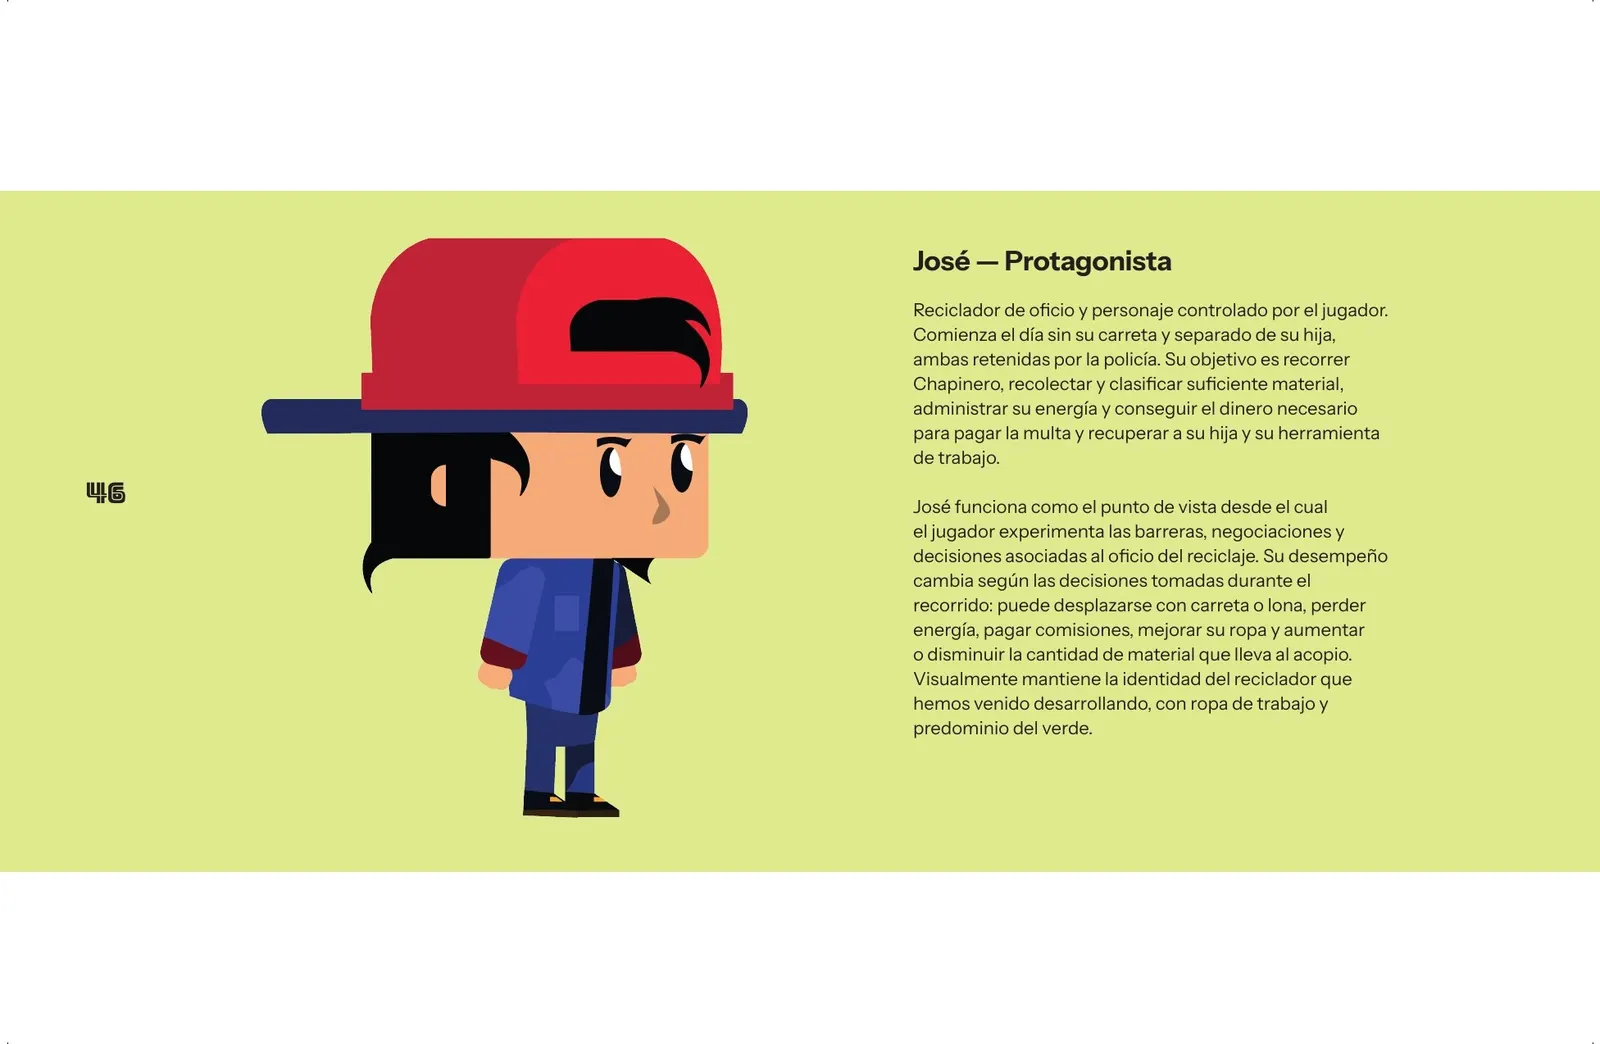 46
José — Protagonista
Reciclador de oficio y personaje controlado por el jugador.
Comienza el día sin su carreta y separado de su hija,
ambas retenidas por la policía. Su objetivo es recorrer
Chapinero, recolectar y clasificar suficiente material,
administrar su energía y conseguir el dinero necesario
para pagar la multa y recuperar a su hija y su herramienta
de trabajo.
José funciona como el punto de vista desde el cual
el jugador experimenta las barreras, negociaciones y
decisiones asociadas al oficio del reciclaje. Su desempeño
cambia según las decisiones tomadas durante el
recorrido: puede desplazarse con carreta o lona, perder
energía, pagar comisiones, mejorar su ropa y aumentar
o disminuir la cantidad de material que lleva al acopio.
Visualmente mantiene la identidad del reciclador que
hemos venido desarrollando, con ropa de trabajo y
predominio del verde.